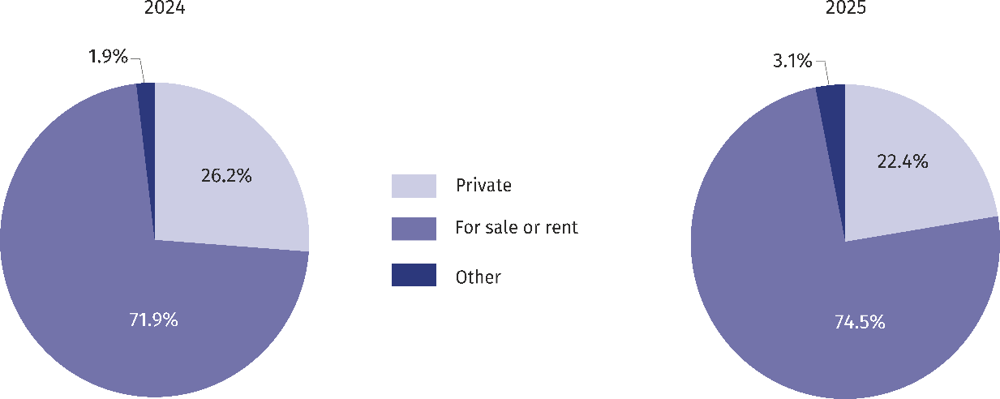 2024
1.9%
26.2%
71.9%
Private
For sale or rent
Other
2025
3.1%
22.4%
74.5%